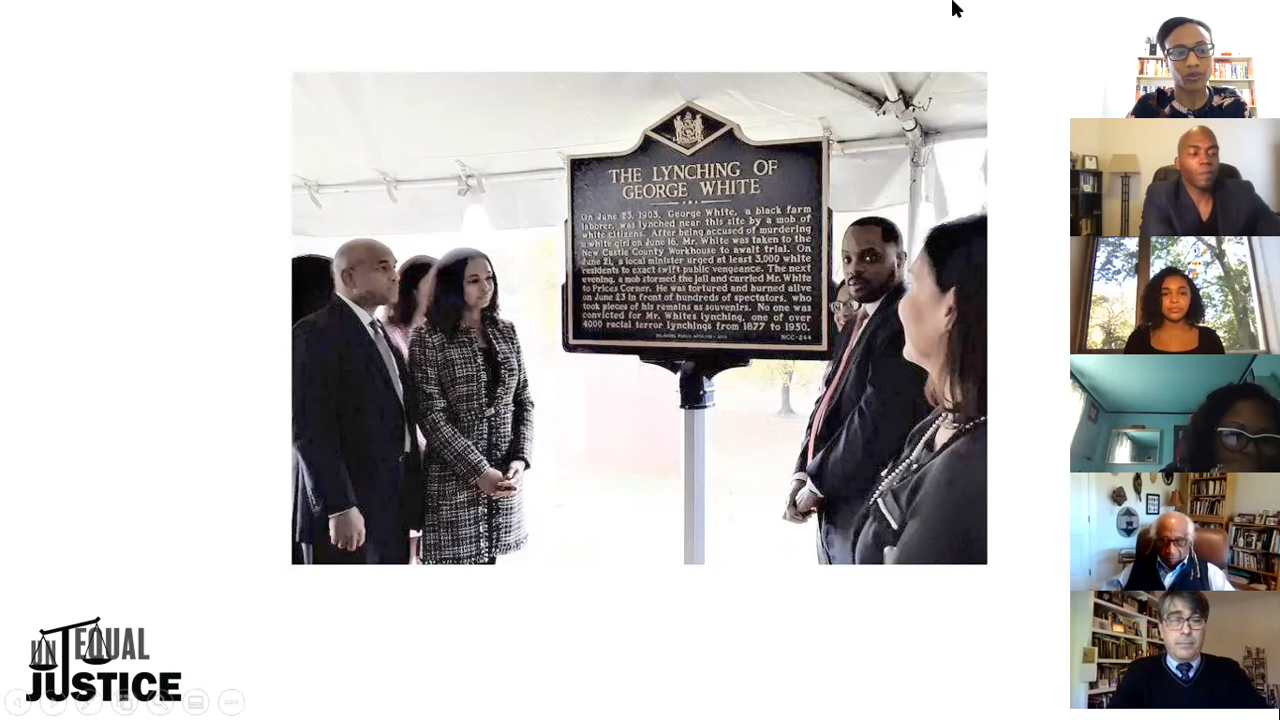 THE LYNCHING OF
GEORGE WHITE
On June 23, 1903, George White, a black farm
laborer, was lynched near this site by a mob of
white citizens. After being accused of murdering
a white girl on June 16, Mr. White was taken to the
New Castle County Workhouse to await trial. On
June 21, a local minister urged at least 3,000 white
residents to exact swift public vengeance. The next
evening, a mob stormed the jail and carried Mr. White
to Prices Corner. He was tortured and burned alive
on June 23 in front of hundreds of spectators, who
took pieces of his remains as souvenirs. No one was
convicted for Mr. White's lynching, one of over
4000 racial terror lynchings from 1877 to 1950.
NCC-244
UN EQUAL
JUSTICE